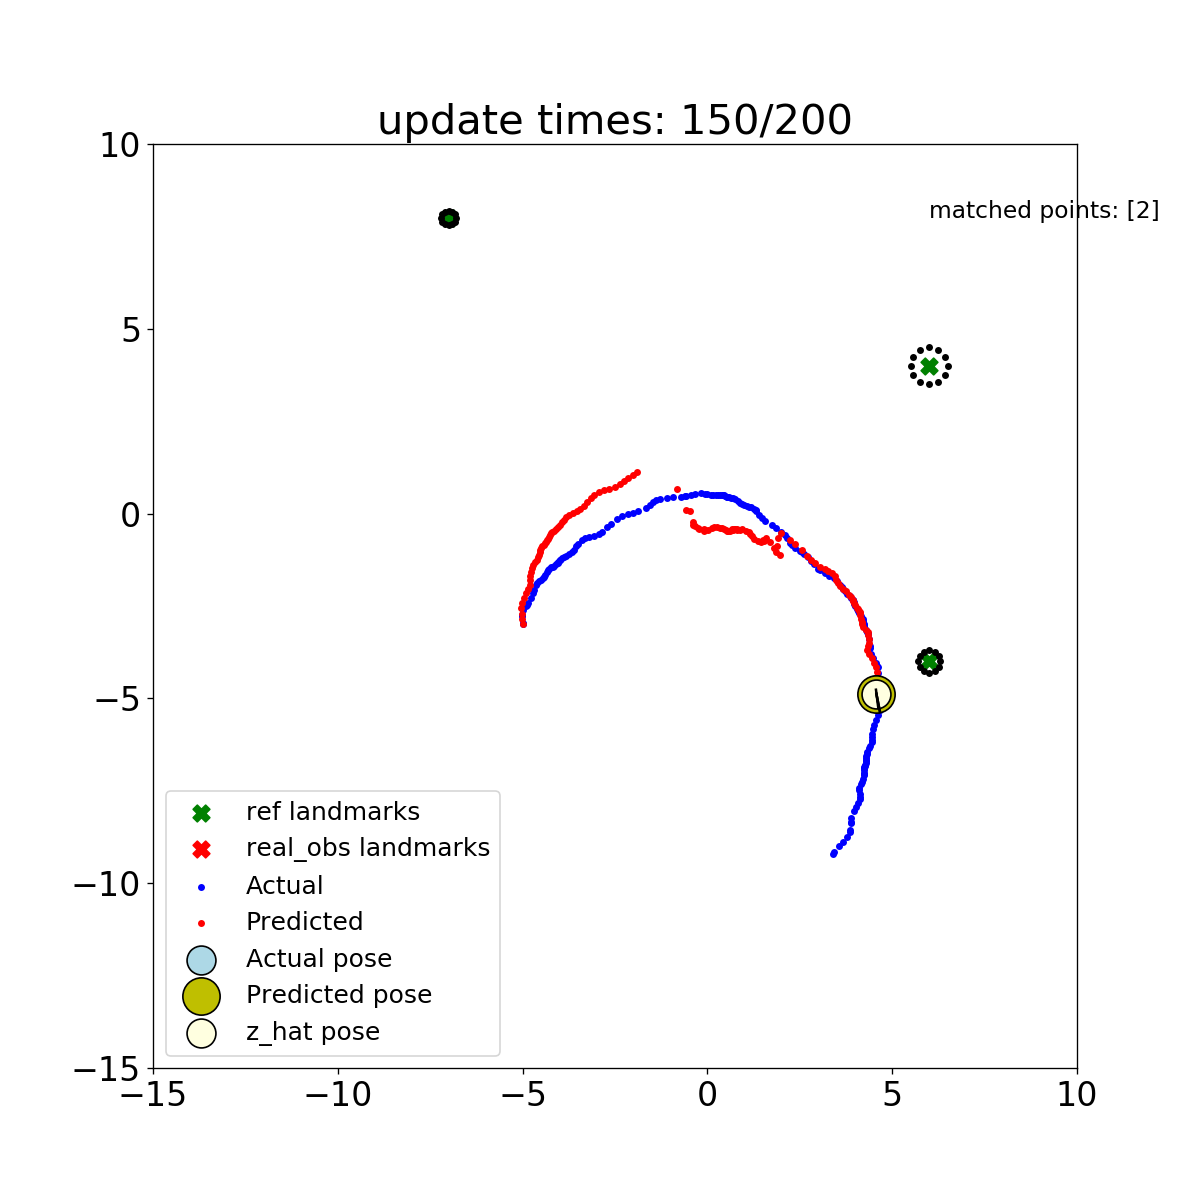 update times: 150/200
10
matched points: [2]
5
0
−5
−10
−15
ref landmarks
real_obs landmarks
Actual
Predicted
Actual pose
Predicted pose
z_hat pose
−15
−10
−5
0
5
10